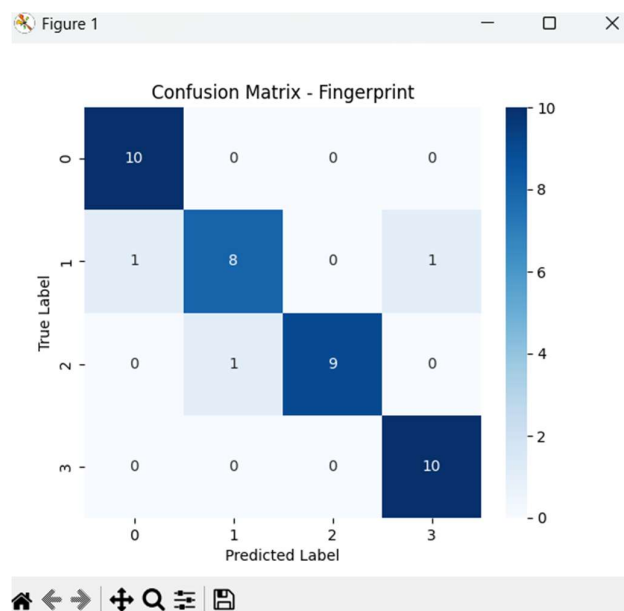 Figure 1
Confusion Matrix - Fingerprint
True Label
0 10 0 0 0
1 1 8 0 1
2 0 1 9 0
3 0 0 0 10
0 1 2 3
Predicted Label
10
8
6
4
2
0